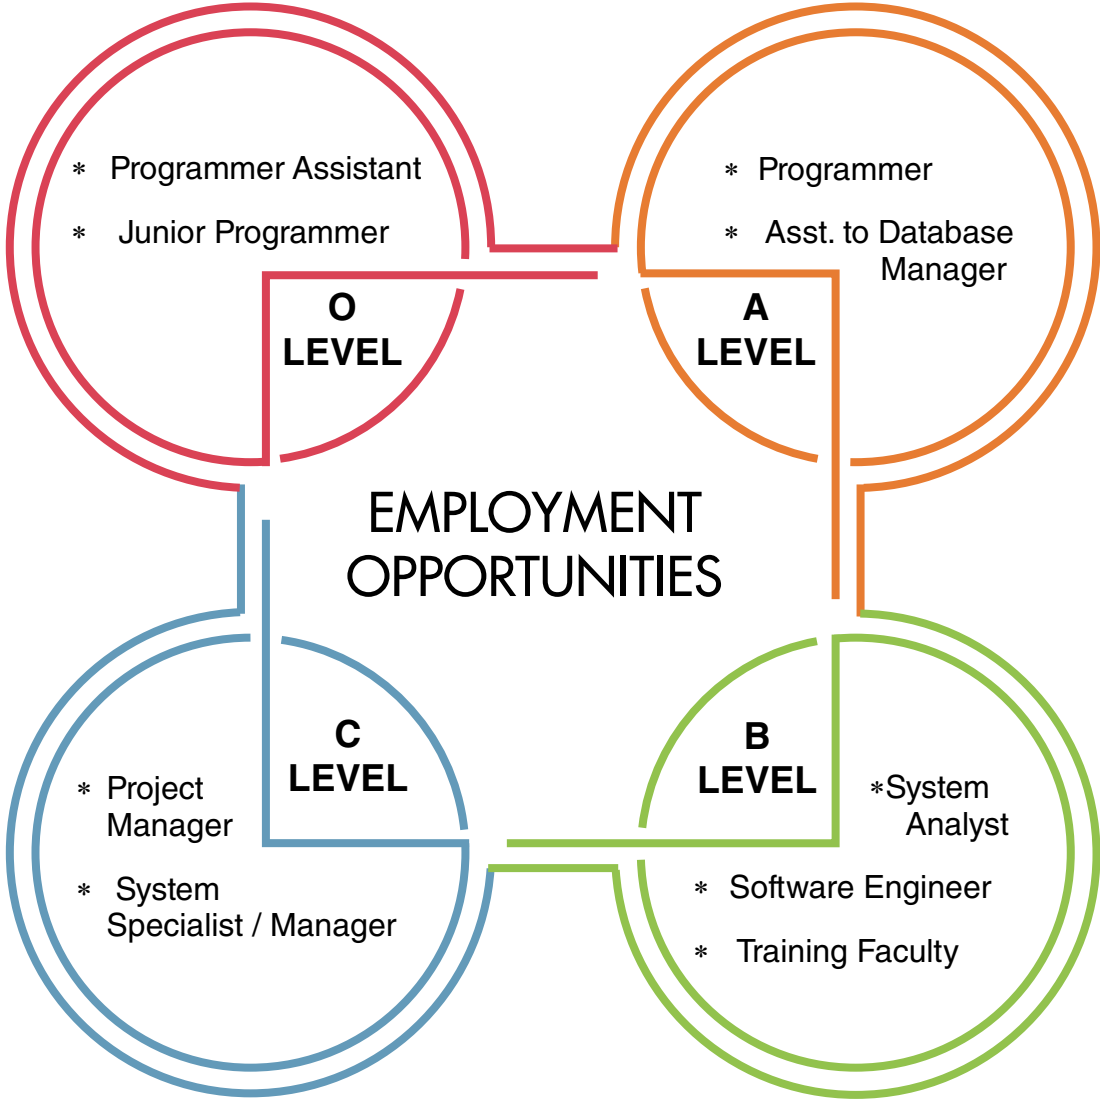 * Programmer Assistant
* Junior Programmer
O
LEVEL
* Programmer
* Asst. to Database
Manager
A
LEVEL
EMPLOYMENT
OPPORTUNITIES
C
LEVEL
* Project
Manager
* System
Specialist / Manager
B
LEVEL
*System
Analyst
* Software Engineer
* Training Faculty